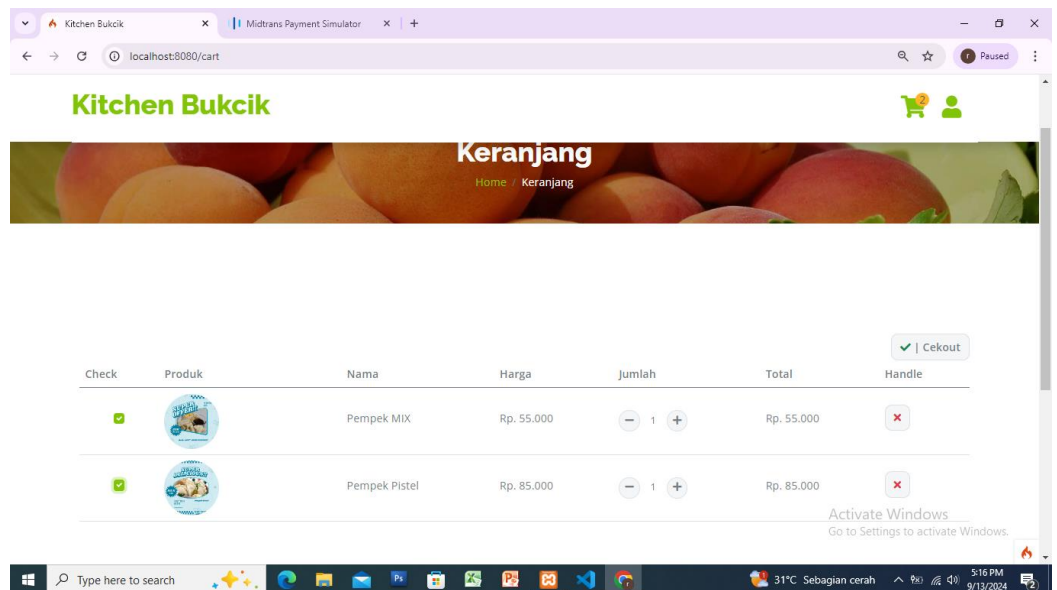 Kitchen Bukcik
Midtrans Payment Simulator
localhost:8080/cart
Paused
Kitchen Bukcik
2
Keranjang
Home / Keranjang
✔ | Cekout
Check Produk Nama Harga Jumlah Total Handle
Pempek MIX Rp. 55.000 1 Rp. 55.000
Pempek Pistel Rp. 85.000 1 Rp. 85.000
Activate Windows
Go to Settings to activate Windows.
Type here to search
31°C Sebagian cerah
5:16 PM
9/13/2024